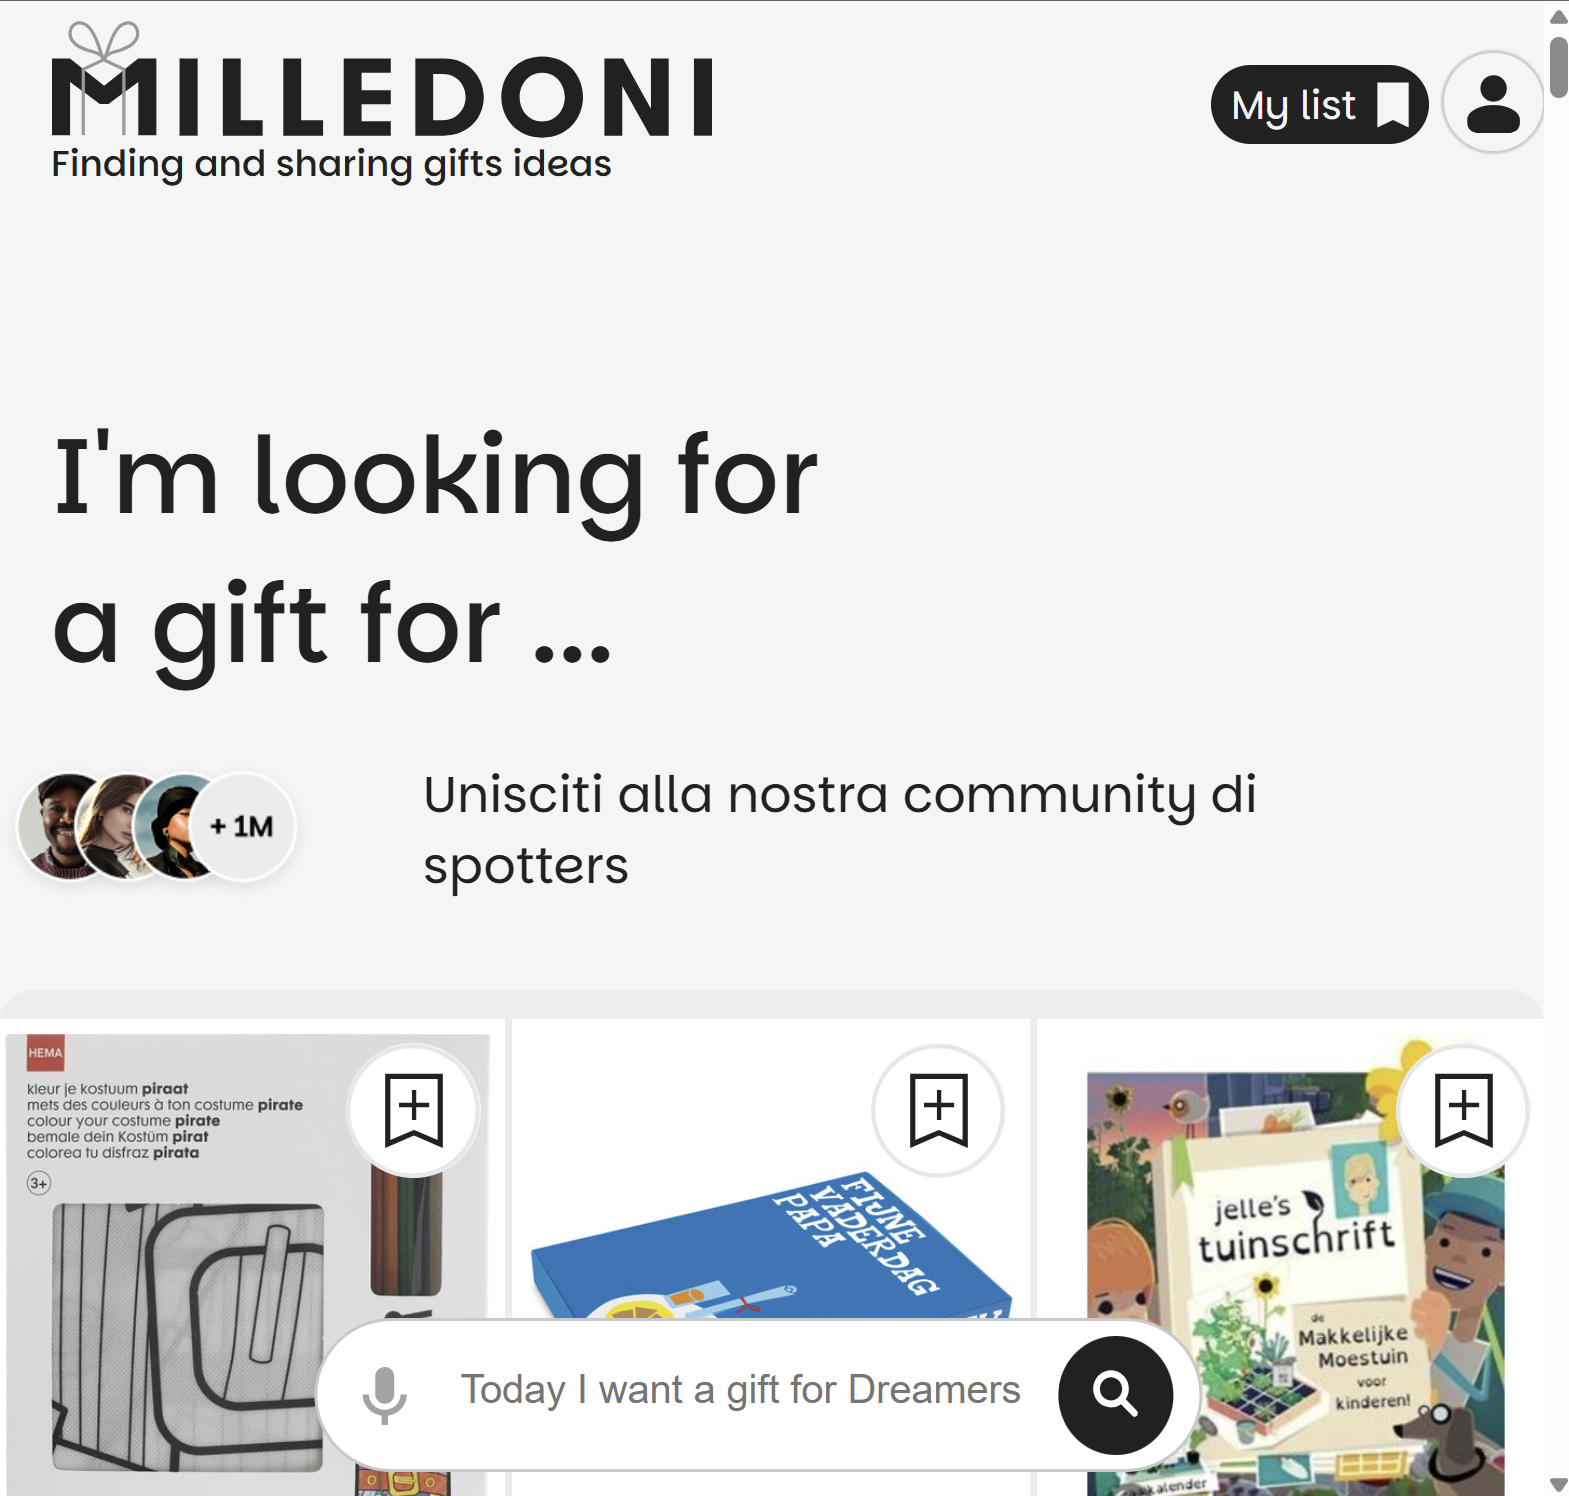 MILLEDONI
Finding and sharing gifts ideas
My list
I'm looking for
a gift for ...
+ 1M
Unisciti alla nostra community di
spotters
HEMA
kleur je kostuum piraat
mets des couleurs à ton costume pirate
colour your costume pirate
bemale dein Kostüm pirat
colorea tu disfraz pirata
3+
FIJNE
VADERDAG
PAPA
jelle's
tuinschrift
de
Makkelijke
Moestuin
voor
kinderen!
Today I want a gift for Dreamers